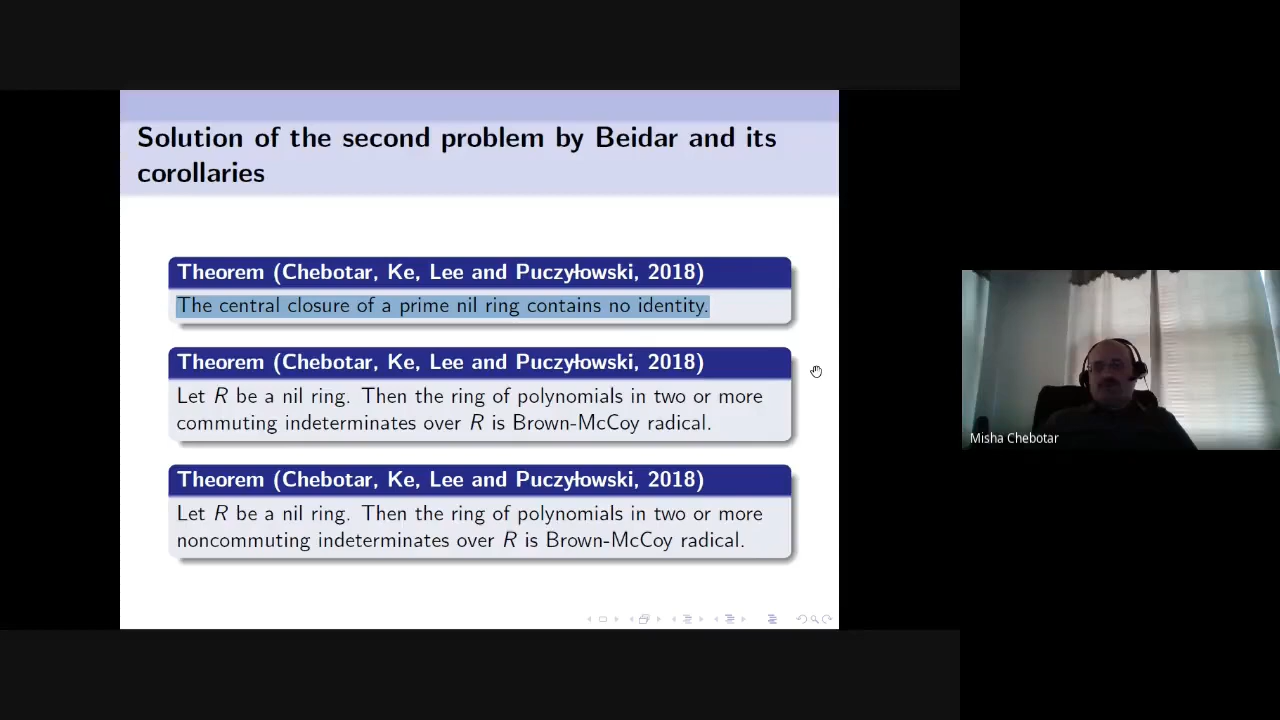 Solution of the second problem by Beidar and its
corollaries
Theorem (Chebotar, Ke, Lee and Puczyłowski, 2018)
The central closure of a prime nil ring contains no identity.
Theorem (Chebotar, Ke, Lee and Puczyłowski, 2018)
Let R be a nil ring. Then the ring of polynomials in two or more
commuting indeterminates over R is Brown-McCoy radical.
Theorem (Chebotar, Ke, Lee and Puczyłowski, 2018)
Let R be a nil ring. Then the ring of polynomials in two or more
noncommuting indeterminates over R is Brown-McCoy radical.
Misha Chebotar